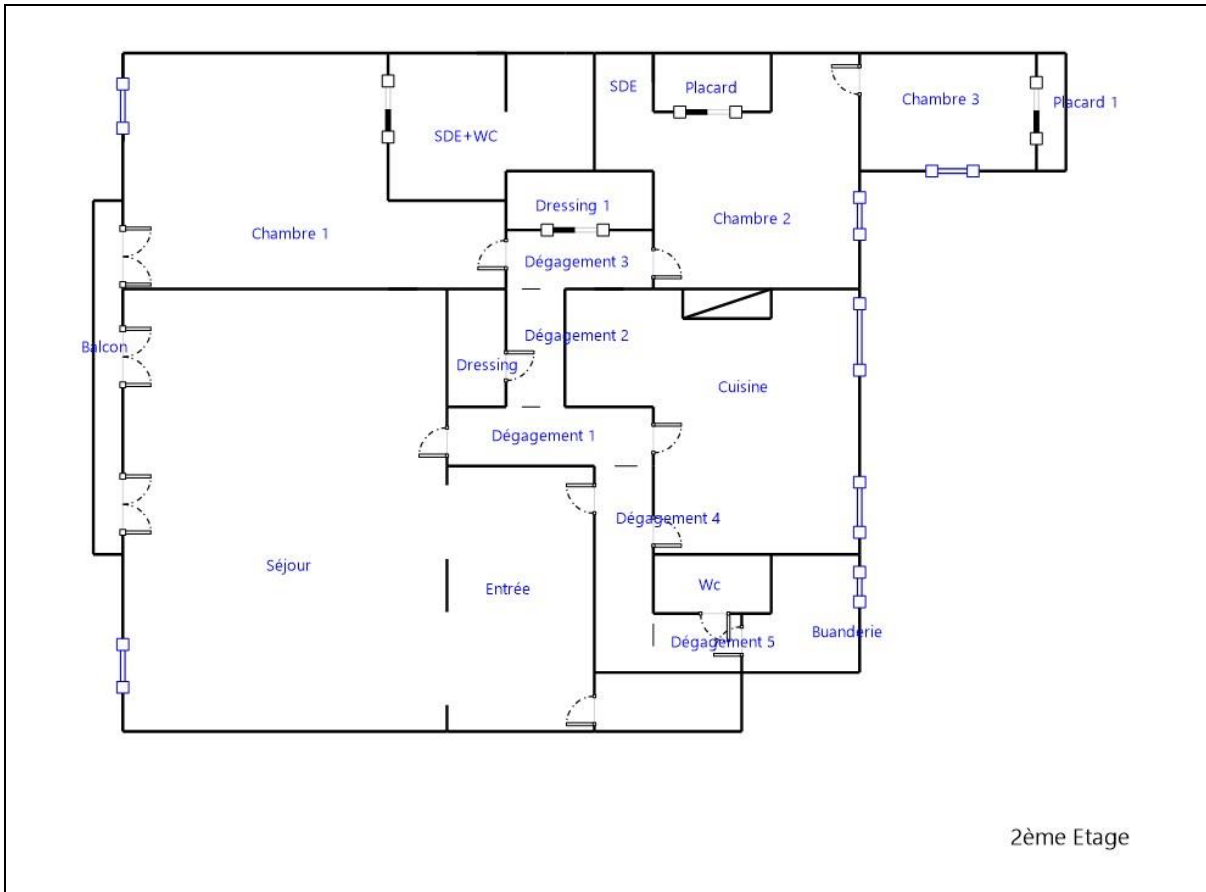 SDE
Placard
Chambre 3
Placard 1
SDE+WC
Dressing 1
Chambre 2
Chambre 1
Dégagement 3
Dégagement 2
Balcon
Dressing
Cuisine
Dégagement 1
Dégagement 4
Séjour
Entrée
Wc
Buanderie
Dégagement 5
2ème Etage